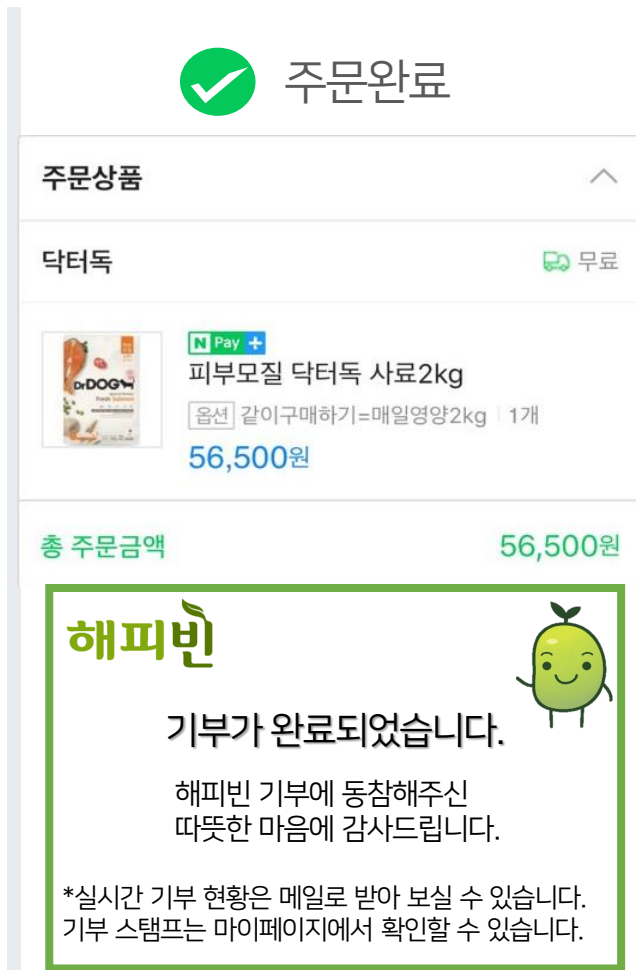 주문완료
주문상품
닥터독
무료
DrDOG
Fresh Salmon
N Pay +
피부모질 닥터독 사료2kg
옵션 같이구매하기=매일영양2kg 1개
56,500원
총 주문금액 56,500원
해피빈
기부가 완료되었습니다.
해피빈 기부에 동참해주신
따뜻한 마음에 감사드립니다.
*실시간 기부 현황은 메일로 받아 보실 수 있습니다.
기부 스탬프는 마이페이지에서 확인할 수 있습니다.